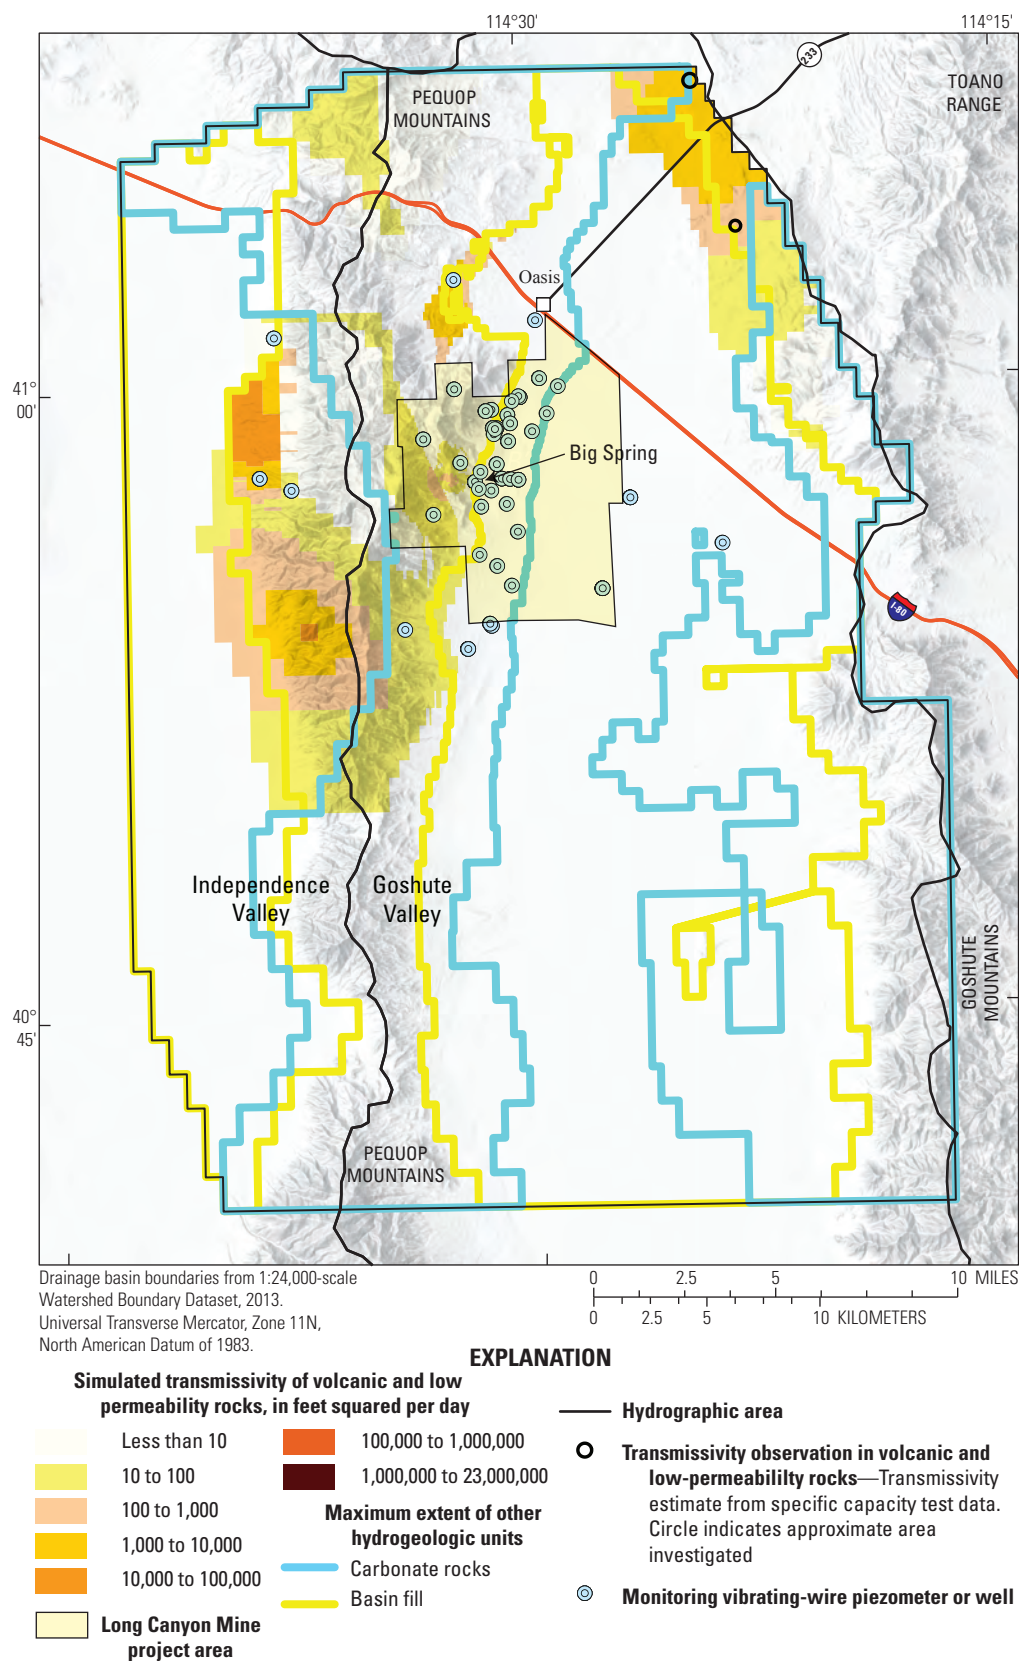 114°30'
114°15'
233
TOANO
RANGE
PEQUOP
MOUNTAINS
Oasis
41°
00'
Big Spring
I-80
Independence
Valley
Goshute
Valley
GOSHUTE
MOUNTAINS
40°
45'
PEQUOP
MOUNTAINS
Drainage basin boundaries from 1:24,000-scale
Watershed Boundary Dataset, 2013.
Universal Transverse Mercator, Zone 11N,
North American Datum of 1983.
0 2.5 5 10 MILES
0 2.5 5 10 KILOMETERS
EXPLANATION
Simulated transmissivity of volcanic and low
permeability rocks, in feet squared per day
Less than 10
10 to 100
100 to 1,000
1,000 to 10,000
10,000 to 100,000
Long Canyon Mine
project area
100,000 to 1,000,000
1,000,000 to 23,000,000
Maximum extent of other
hydrogeologic units
Carbonate rocks
Basin fill
Hydrographic area
Transmissivity observation in volcanic and
low-permeabililty rocks—Transmissivity
estimate from specific capacity test data.
Circle indicates approximate area
investigated
Monitoring vibrating-wire piezometer or well